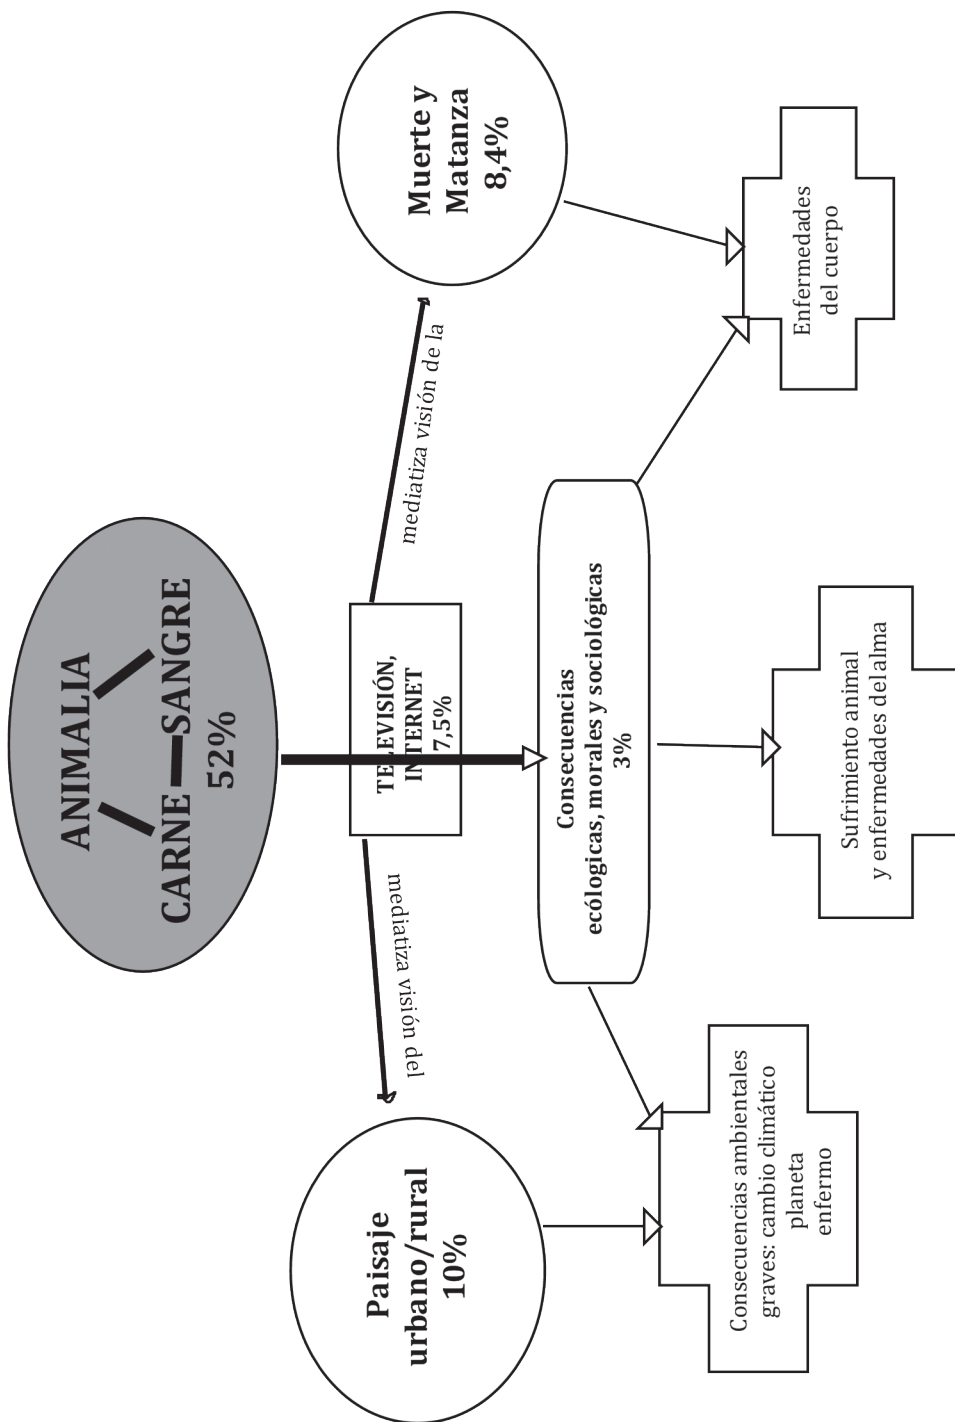 ANIMALIA
CARNE SANGRE
52%
TELEVISIÓN,
INTERNET
7,5%
mediatiza visión del
mediatiza visión de la
Paisaje
urbano/rural
10%
Muerte y
Matanza
8,4%
Consecuencias
ecólogicas, morales y sociológicas
3%
Consecuencias ambientales
graves: cambio climático
planeta
enfermo
Sufrimiento animal
y enfermedades del alma
Enfermedades
del cuerpo